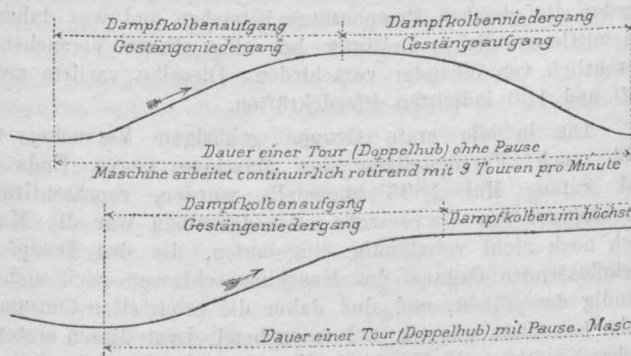 Dampfkolbenaufgang Dampfkolbenniedergang
Gestängeniedergang Gestängeaufgang
Dauer einer Tour (Doppelhub) ohne Pause
Maschine arbeitet continuirlich rotirend mit 9 Touren pro Minute
Dampfkolbenaufgang Dampfkolben im höchst
Gestängeniedergang
Dauer einer Tour (Doppelhub) mit Pause. Masc